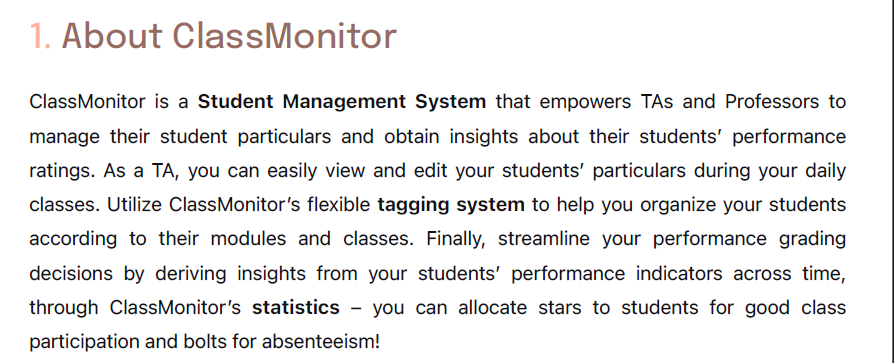 1. About ClassMonitor
ClassMonitor is a Student Management System that empowers TAs and Professors to
manage their student particulars and obtain insights about their students’ performance
ratings. As a TA, you can easily view and edit your students’ particulars during your daily
classes. Utilize ClassMonitor’s flexible tagging system to help you organize your students
according to their modules and classes. Finally, streamline your performance grading
decisions by deriving insights from your students’ performance indicators across time,
through ClassMonitor’s statistics – you can allocate stars to students for good class
participation and bolts for absenteeism!